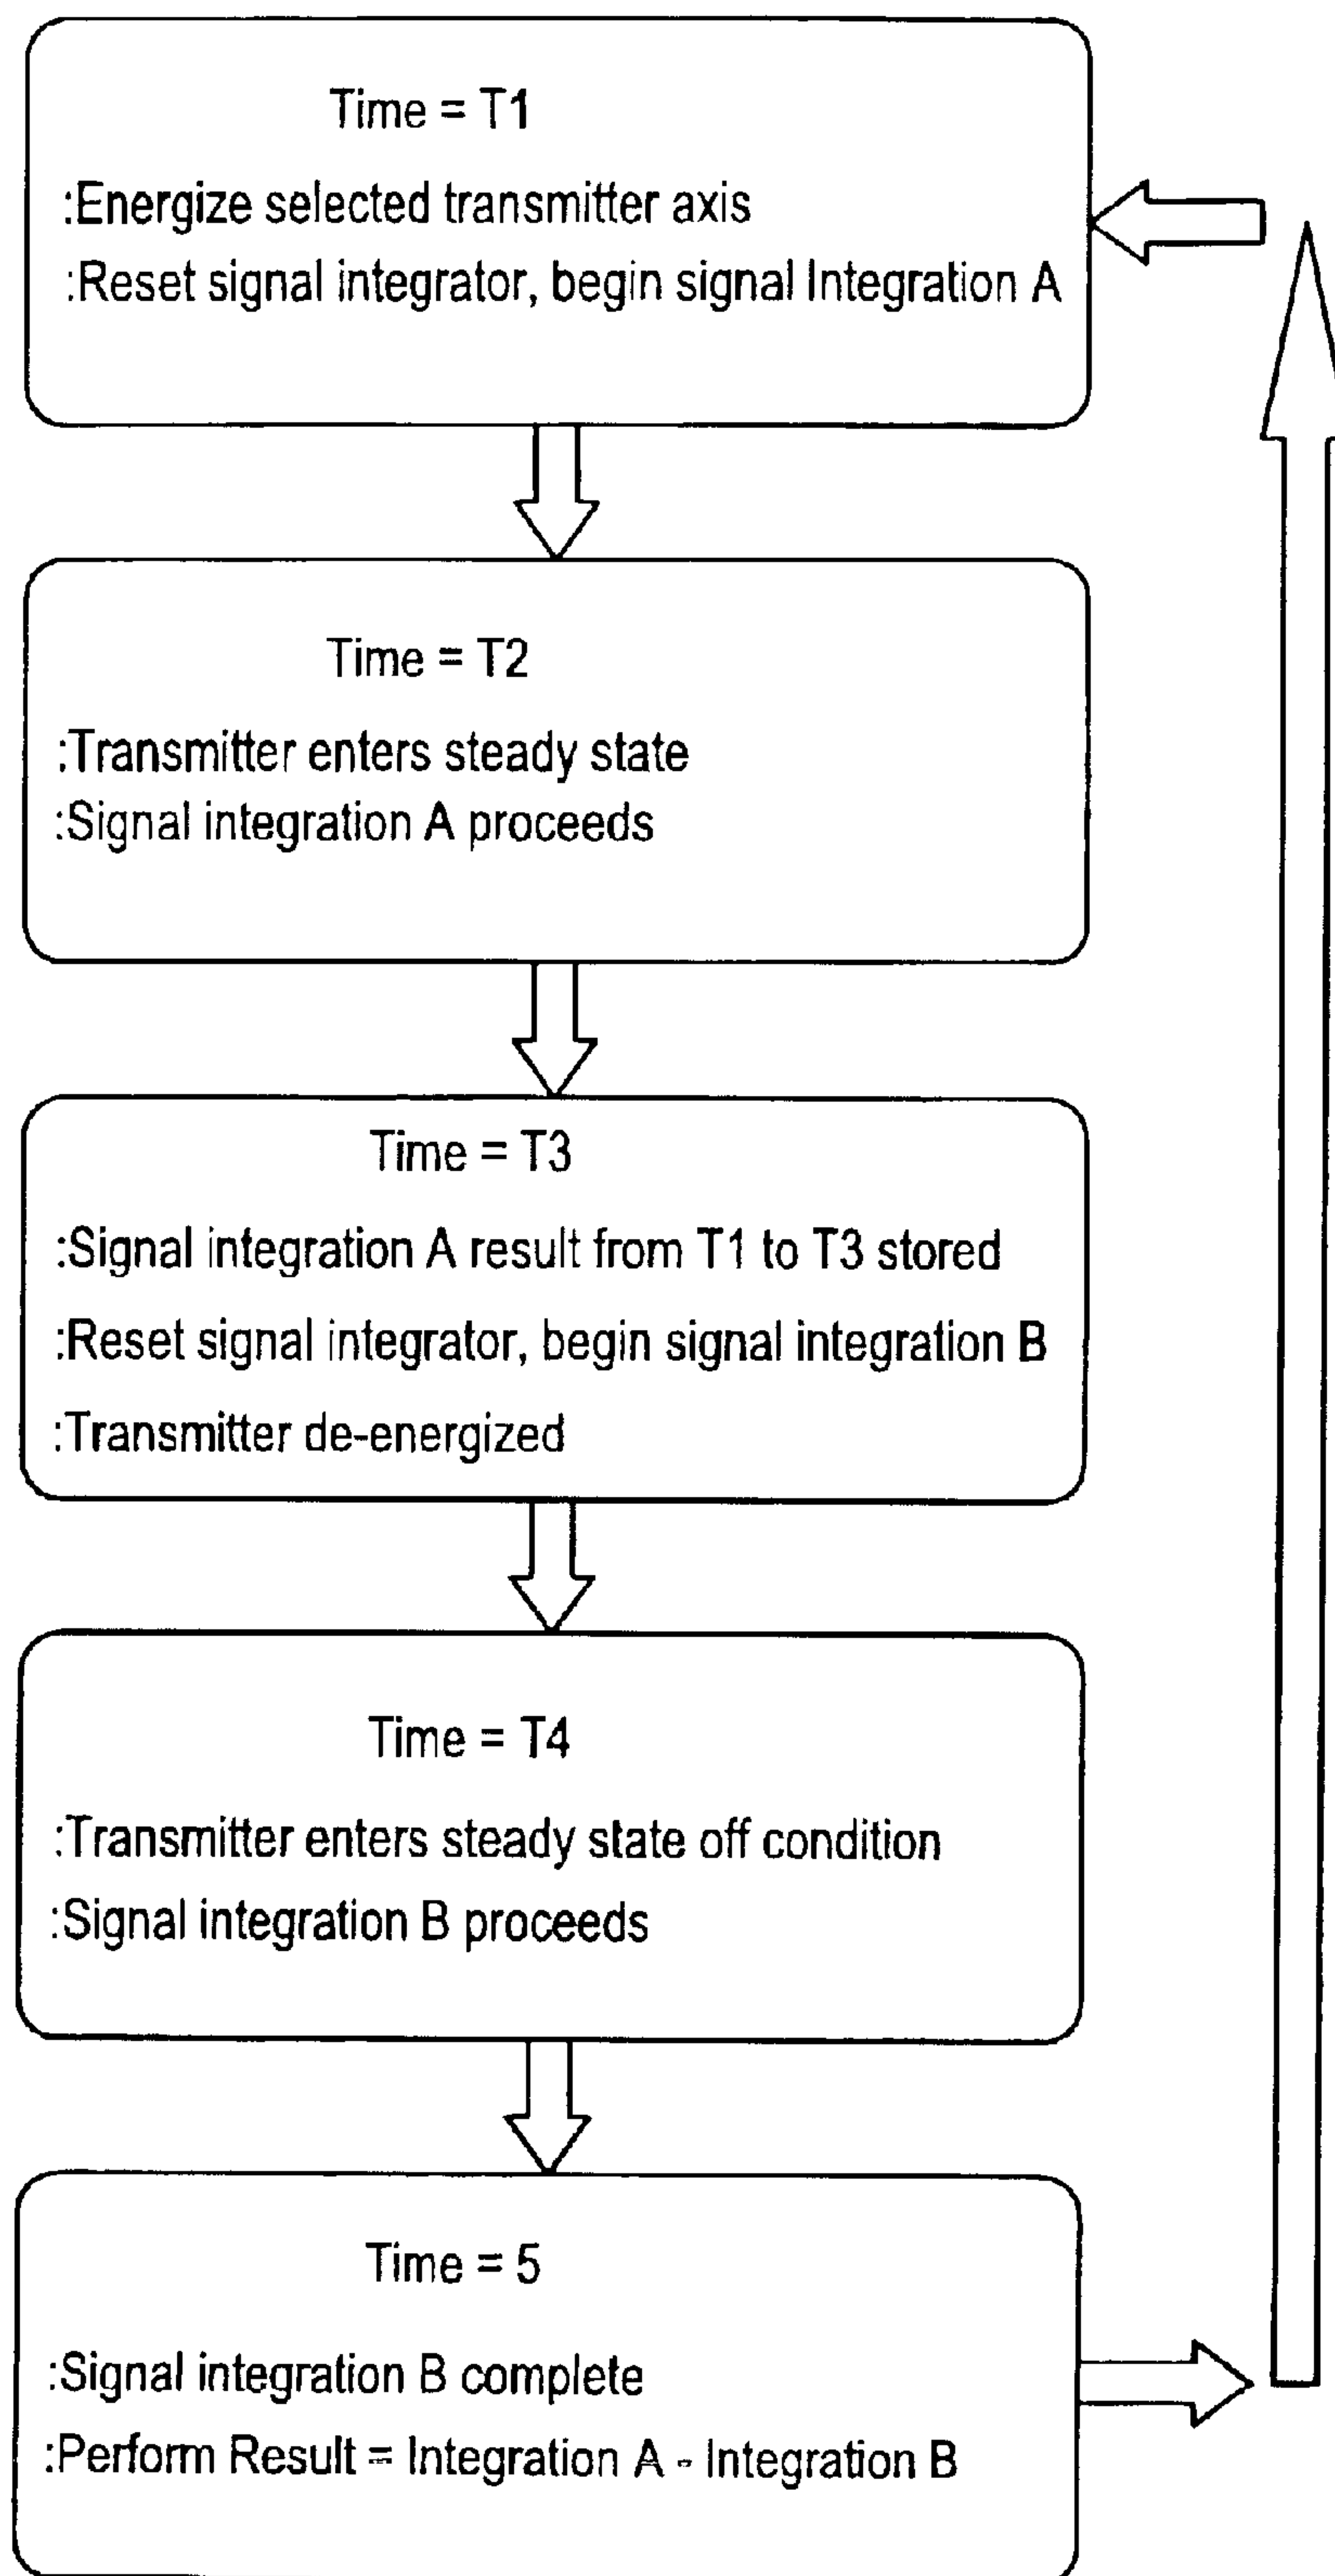 Time = T1
:Energize selected transmitter axis
:Reset signal integrator, begin signal Integration A
Time = T2
:Transmitter enters steady state
:Signal integration A proceeds
Time = T3
:Signal integration A result from T1 to T3 stored
:Reset signal integrator, begin signal integration B
:Transmitter de-energized
Time = T4
:Transmitter enters steady state off condition
:Signal integration B proceeds
Time = 5
:Signal integration B complete
:Perform Result = Integration A - Integration B